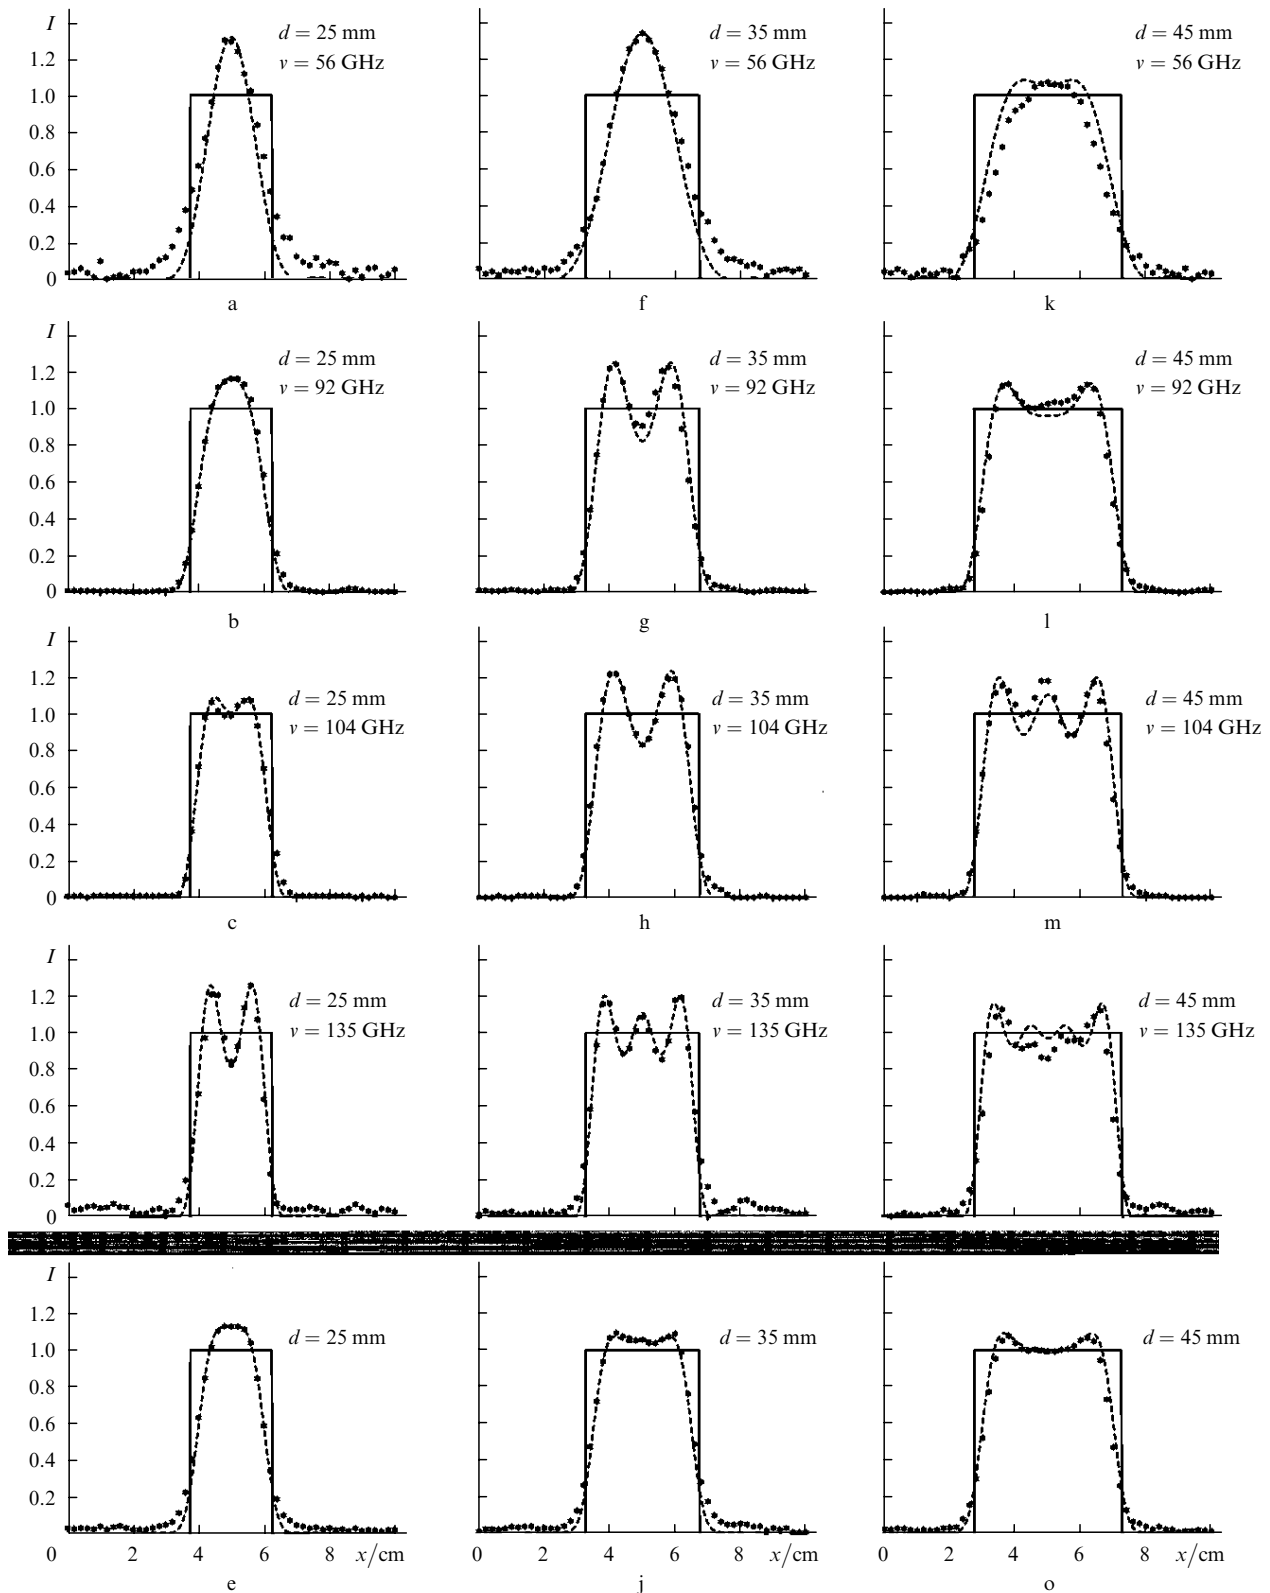 I
d = 25 mm
ν = 56 GHz
1.2
1.0
0.8
0.6
0.4
0.2
0
a
d = 35 mm
ν = 56 GHz
f
d = 45 mm
ν = 56 GHz
k
I
d = 25 mm
ν = 92 GHz
1.2
1.0
0.8
0.6
0.4
0.2
0
b
d = 35 mm
ν = 92 GHz
g
d = 45 mm
ν = 92 GHz
l
I
d = 25 mm
ν = 104 GHz
1.2
1.0
0.8
0.6
0.4
0.2
0
c
d = 35 mm
ν = 104 GHz
h
d = 45 mm
ν = 104 GHz
m
I
d = 25 mm
ν = 135 GHz
1.2
1.0
0.8
0.6
0.4
0.2
0
d = 35 mm
ν = 135 GHz
d = 45 mm
ν = 135 GHz
I
d = 25 mm
1.2
1.0
0.8
0.6
0.4
0.2
0 2 4 6 x/cm
e
d = 35 mm
0 2 4 6 8 x/cm
j
d = 45 mm
0 2 4 6 8 x/cm
o